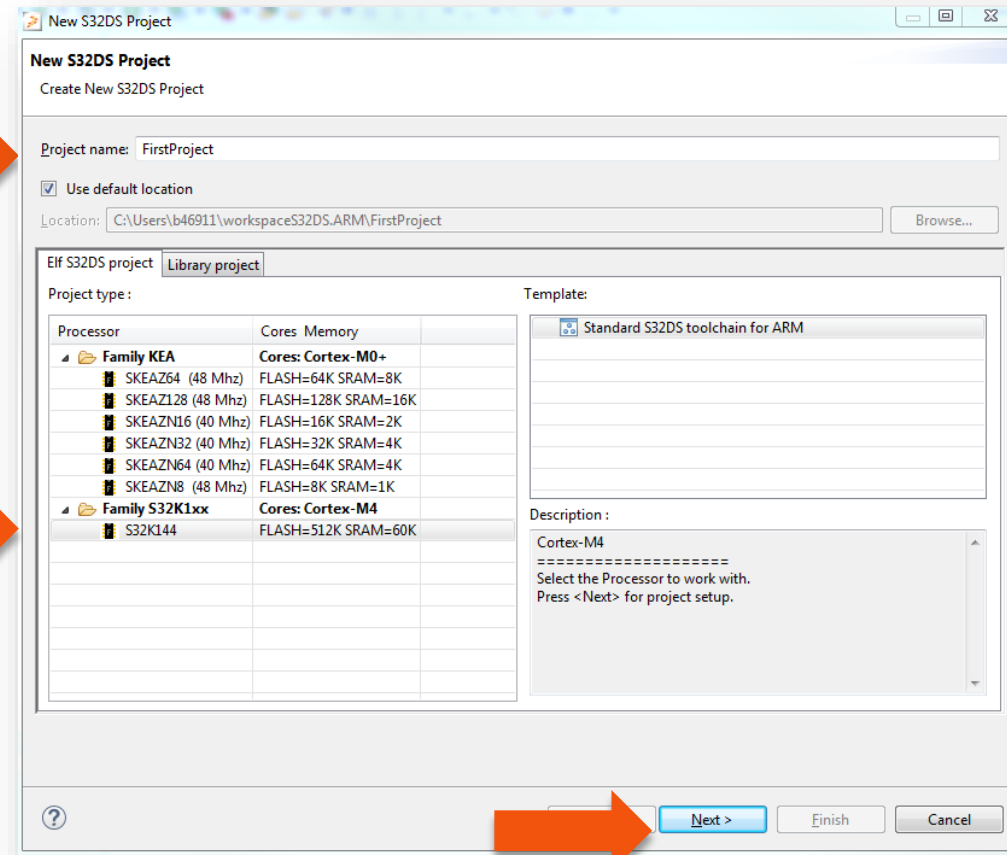 New S32DS Project
New S32DS Project
Create New S32DS Project
Project name: FirstProject
Use default location
Location: C:\Users\b46911\workspaceS32DS.ARM\FirstProject Browse...
Elf S32DS project Library project
Project type :
Processor Cores Memory
Family KEA Cores: Cortex-M0+
SKEAZ64 (48 Mhz) FLASH=64K SRAM=8K
SKEAZ128 (48 Mhz) FLASH=128K SRAM=16K
SKEAZN16 (40 Mhz) FLASH=16K SRAM=2K
SKEAZN32 (40 Mhz) FLASH=32K SRAM=4K
SKEAZN64 (40 Mhz) FLASH=64K SRAM=4K
SKEAZN8 (48 Mhz) FLASH=8K SRAM=1K
Family S32K1xx Cores: Cortex-M4
S32K144 FLASH=512K SRAM=60K
Template:
Standard S32DS toolchain for ARM
Description :
Cortex-M4
====================
Select the Processor to work with.
Press <Next> for project setup.
? Next > Finish Cancel